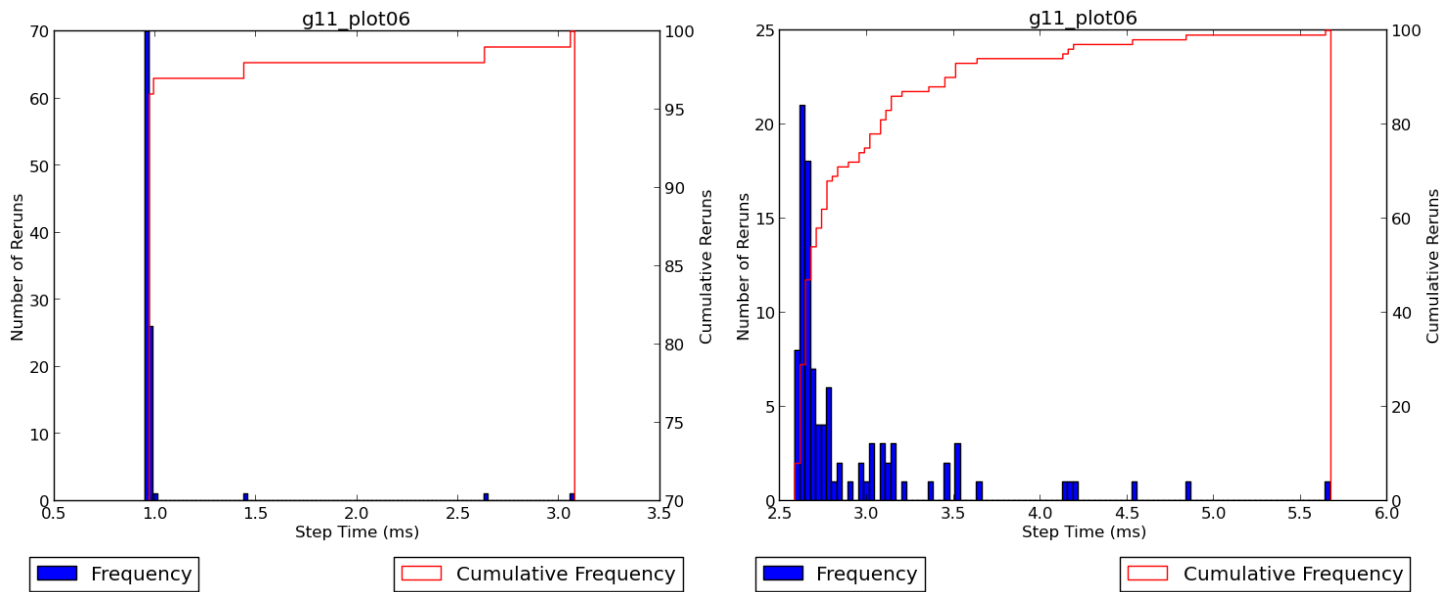 g11_plot06
70
60
50
40
30
20
10
0
Number of Reruns
100
95
90
85
80
75
70
Cumulative Reruns
0.5 1.0 1.5 2.0 2.5 3.0 3.5
Step Time (ms)
Frequency
Cumulative Frequency
g11_plot06
25
20
15
10
5
0
Number of Reruns
100
80
60
40
20
0
Cumulative Reruns
2.5 3.0 3.5 4.0 4.5 5.0 5.5 6.0
Step Time (ms)
Frequency
Cumulative Frequency